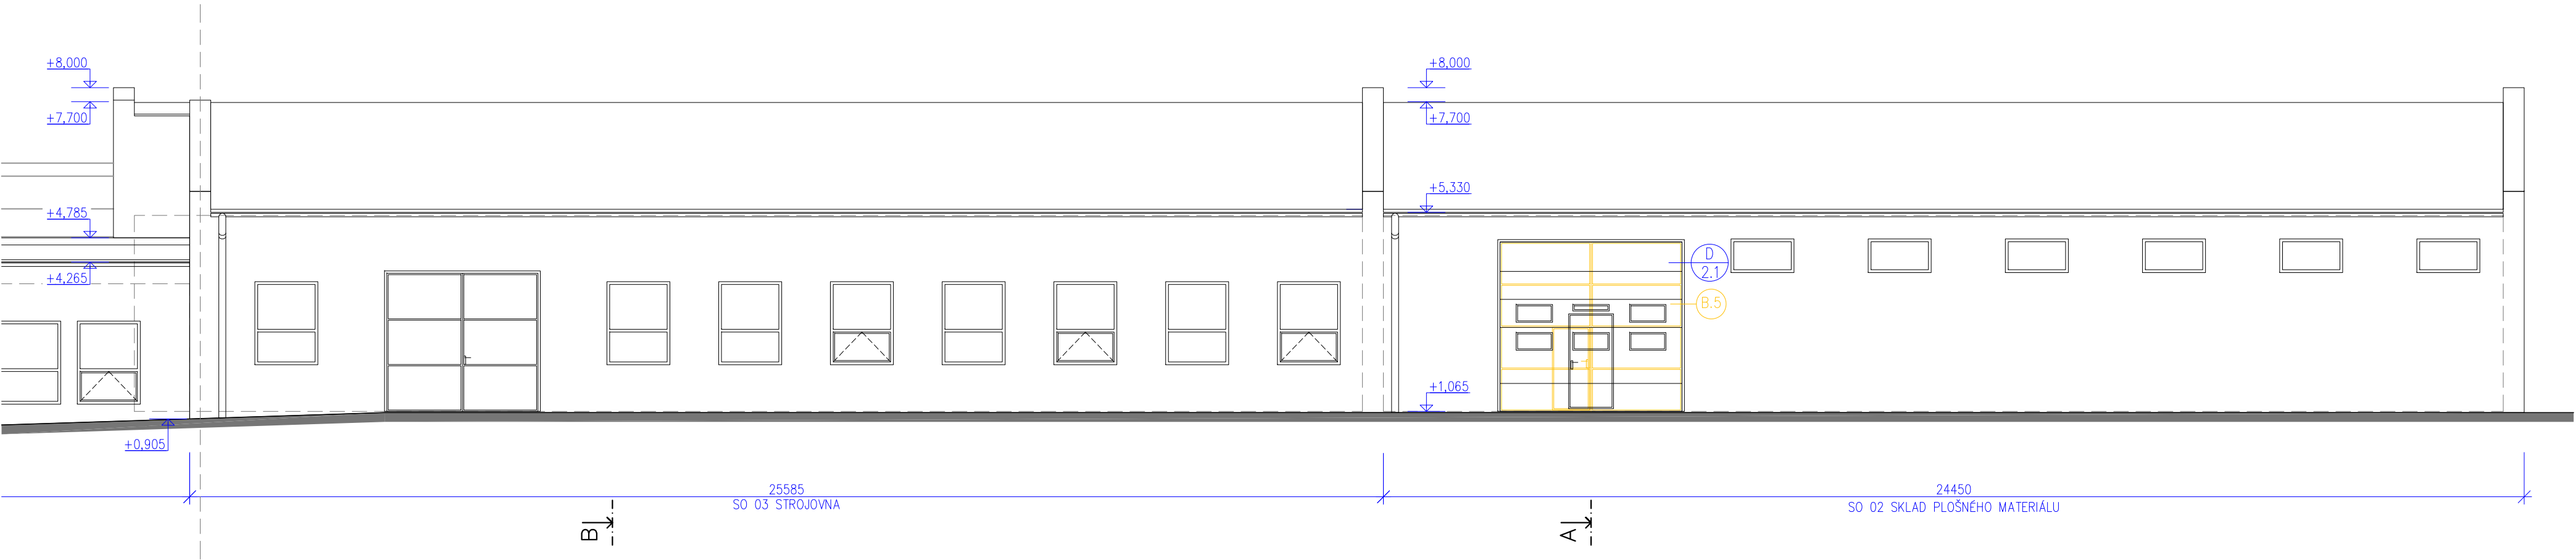 +8,000
+8,000
+7,700
+7,700
+5,330
+4,785
D
2.1
+4,265
B.5
+1,065
+0,905
25585
24450
SO 03 STROJOVNA
SO 02 SKLAD PLOŠNÉHO MATERIÁLU
B
A